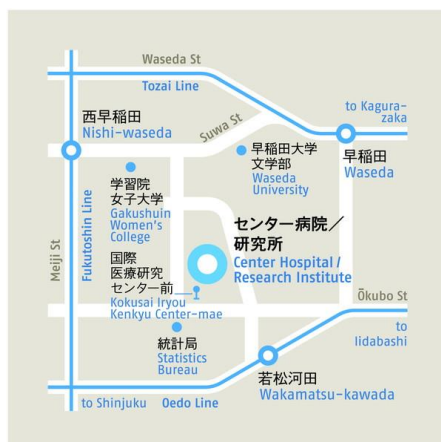 Waseda St
Tozai Line
to Kagura-
zaka
西早稲田
Nishi-waseda
Suwa St
早稲田大学
文学部
Waseda
University
早稲田
Waseda
学習院
女子大学
Gakushuin
Women's
College
Meiji St
Fukutoshin Line
センター病院／
研究所
Center Hospital /
Research Institute
国際
医療研究
センター前
Kokusai Iryou
Kenkyu Center-mae
Ōkubo St
to
Iidabashi
統計局
Statistics
Bureau
若松河田
Wakamatsu-kawada
to Shinjuku
Oedo Line